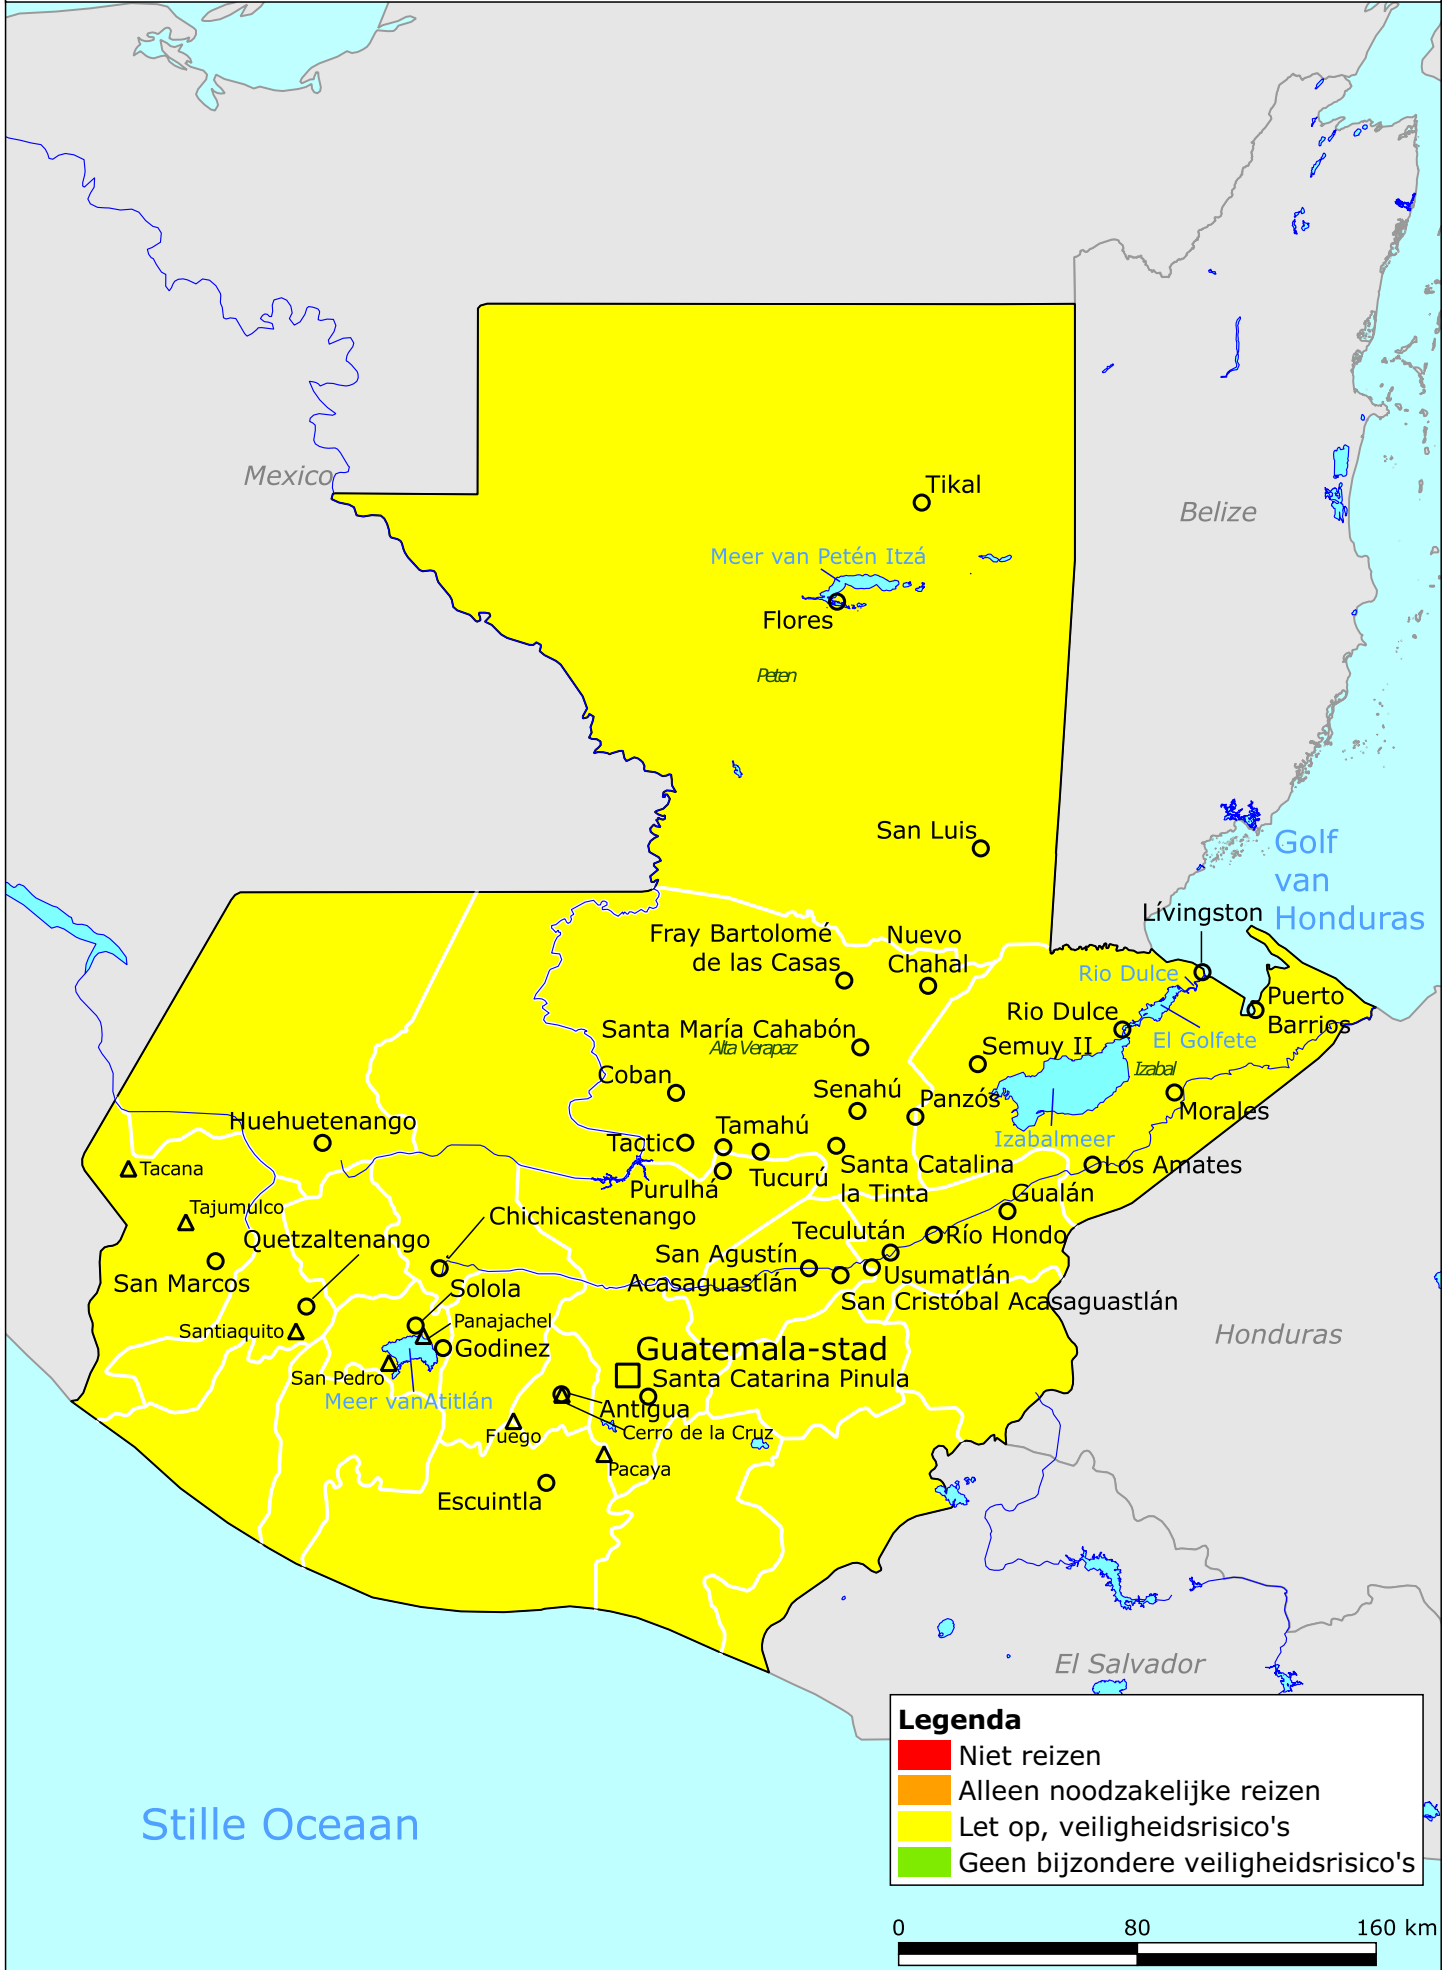 Mexico
Tikal
Belize
Meer van Petén Itzá
Flores
Peten
San Luis
Golf
van
Honduras
Lívingston
Fray Bartolomé
de las Casas
Nuevo
Chahal
Rio Dulce
Puerto
Barrios
Rio Dulce
El Golfete
Santa María Cahabón
Alta Verapaz
Semuy II
Izabal
Coban
Senahú
Panzós
Morales
Huehuetenango
Tamahú
Tactic
Izabalmeer
Tacana
Tucurú
Santa Catalina
la Tinta
Los Amates
Purulhá
Gualán
Tajumulco
Chichicastenango
Quetzaltenango
Teculután
Río Hondo
San Agustín
Acasaguastlán
San Marcos
Solola
Usumatlán
San Cristóbal Acasaguastlán
Santiaquito
Panajachel
Godinez
Guatemala-stad
Honduras
San Pedro
Santa Catarina Pinula
Meer vanAtitlán
Antigua
Fuego
Cerro de la Cruz
Pacaya
Escuintla
El Salvador
Stille Oceaan
Legenda
Niet reizen
Alleen noodzakelijke reizen
Let op, veiligheidsrisico's
Geen bijzondere veiligheidsrisico's
0 80 160 km